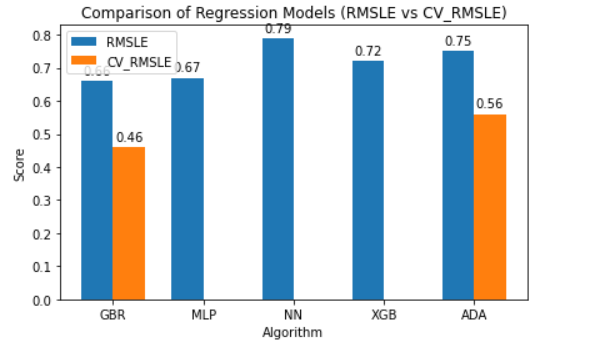 Comparison of Regression Models (RMSLE vs CV_RMSLE)
RMSLE
CV_RMSLE
0.66
0.46
0.67
0.79
0.72
0.75
0.56
0.8
0.7
0.6
0.5
0.4
0.3
0.2
0.1
0.0
Score
GBR MLP NN XGB ADA
Algorithm